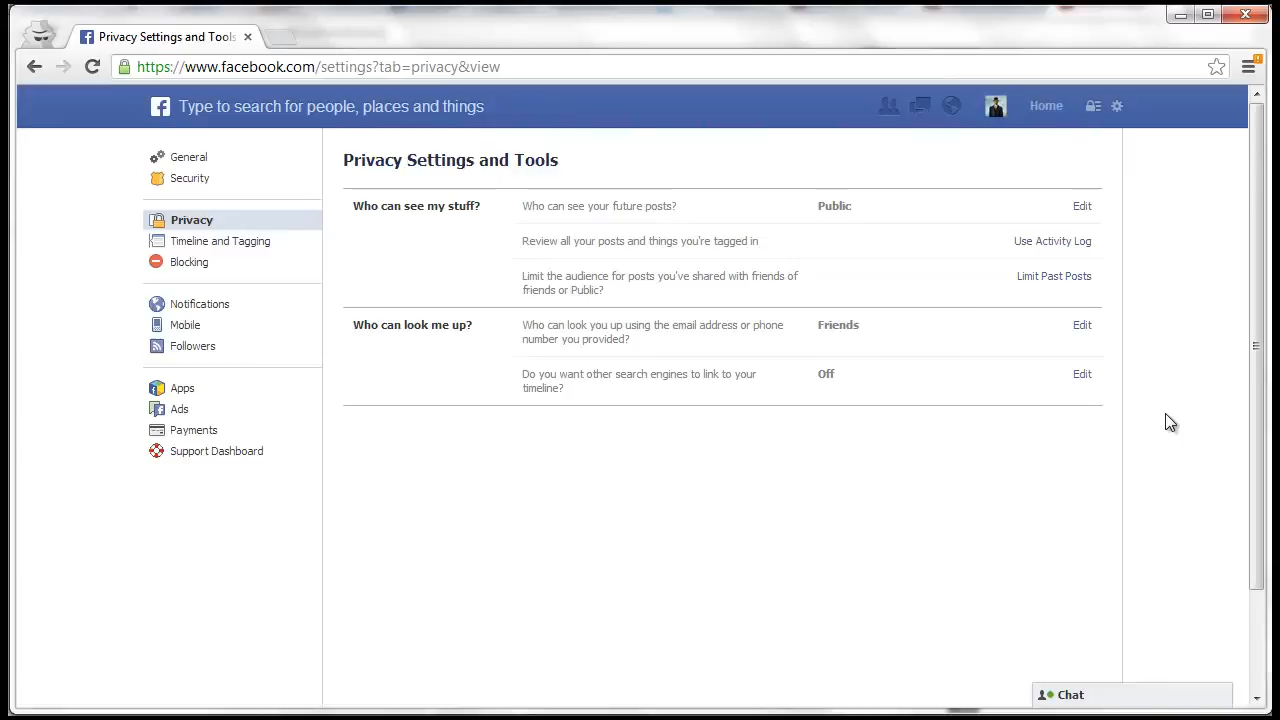 Privacy Settings and Tools
https://www.facebook.com/settings?tab=privacy&view
Type to search for people, places and things
Home
General
Security
Privacy
Timeline and Tagging
Blocking
Notifications
Mobile
Followers
Apps
Ads
Payments
Support Dashboard
Privacy Settings and Tools
Who can see my stuff? Who can see your future posts? Public Edit
Review all your posts and things you're tagged in Use Activity Log
Limit the audience for posts you've shared with friends of Limit Past Posts
friends or Public?
Who can look me up? Who can look you up using the email address or phone Friends Edit
number you provided?
Do you want other search engines to link to your Off Edit
timeline?
Chat